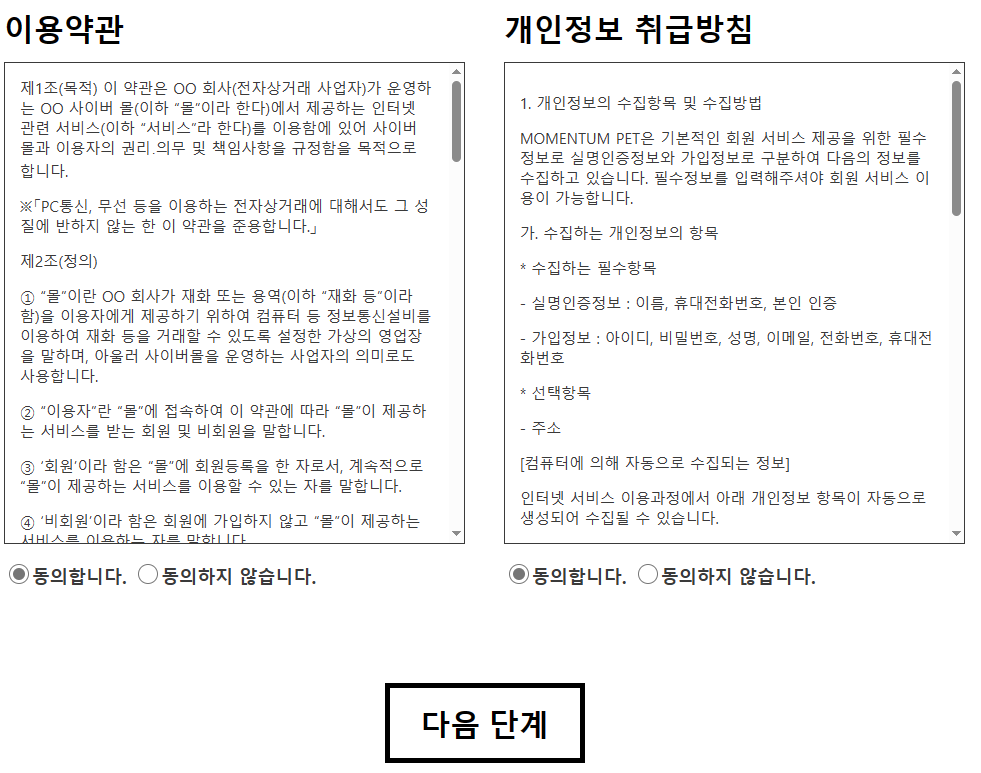 이용약관
제1조(목적) 이 약관은 OO 회사(전자상거래 사업자)가 운영하
는 OO 사이버 몰(이하 “몰”이라 한다)에서 제공하는 인터넷
관련 서비스(이하 “서비스”라 한다)를 이용함에 있어 사이버
몰과 이용자의 권리.의무 및 책임사항을 규정함을 목적으로
합니다.
※「PC통신, 무선 등을 이용하는 전자상거래에 대해서도 그 성
질에 반하지 않는 한 이 약관을 준용합니다.」
제2조(정의)
① “몰”이란 OO 회사가 재화 또는 용역(이하 “재화 등”이라
함)을 이용자에게 제공하기 위하여 컴퓨터 등 정보통신설비를
이용하여 재화 등을 거래할 수 있도록 설정한 가상의 영업장
을 말하며, 아울러 사이버몰을 운영하는 사업자의 의미로도
사용합니다.
② “이용자”란 “몰”에 접속하여 이 약관에 따라 “몰”이 제공하
는 서비스를 받는 회원 및 비회원을 말합니다.
③ ‘회원’이라 함은 “몰”에 회원등록을 한 자로서, 계속적으로
“몰”이 제공하는 서비스를 이용할 수 있는 자를 말합니다.
④ ‘비회원’이라 함은 회원에 가입하지 않고 “몰”이 제공하는
서비스를 이용하는 자를 말합니다.
동의합니다. 동의하지 않습니다.
개인정보 취급방침
1. 개인정보의 수집항목 및 수집방법
MOMENTUM PET은 기본적인 회원 서비스 제공을 위한 필수
정보로 실명인증정보와 가입정보로 구분하여 다음의 정보를
수집하고 있습니다. 필수정보를 입력해주셔야 회원 서비스 이
용이 가능합니다.
가. 수집하는 개인정보의 항목
* 수집하는 필수항목
- 실명인증정보 : 이름, 휴대전화번호, 본인 인증
- 가입정보 : 아이디, 비밀번호, 성명, 이메일, 전화번호, 휴대전
화번호
* 선택항목
- 주소
[컴퓨터에 의해 자동으로 수집되는 정보]
인터넷 서비스 이용과정에서 아래 개인정보 항목이 자동으로
생성되어 수집될 수 있습니다.
동의합니다. 동의하지 않습니다.
다음 단계